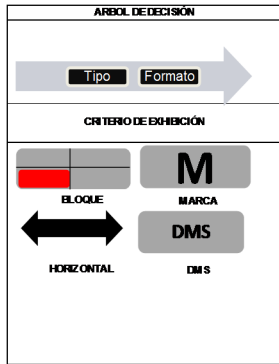 ARBOL DE DECISIÓN
Tipo Formato
CRITERIO DE EXHIBICIÓN
M
BLOQUE MARCA
DMS
HORIZONTAL DMS